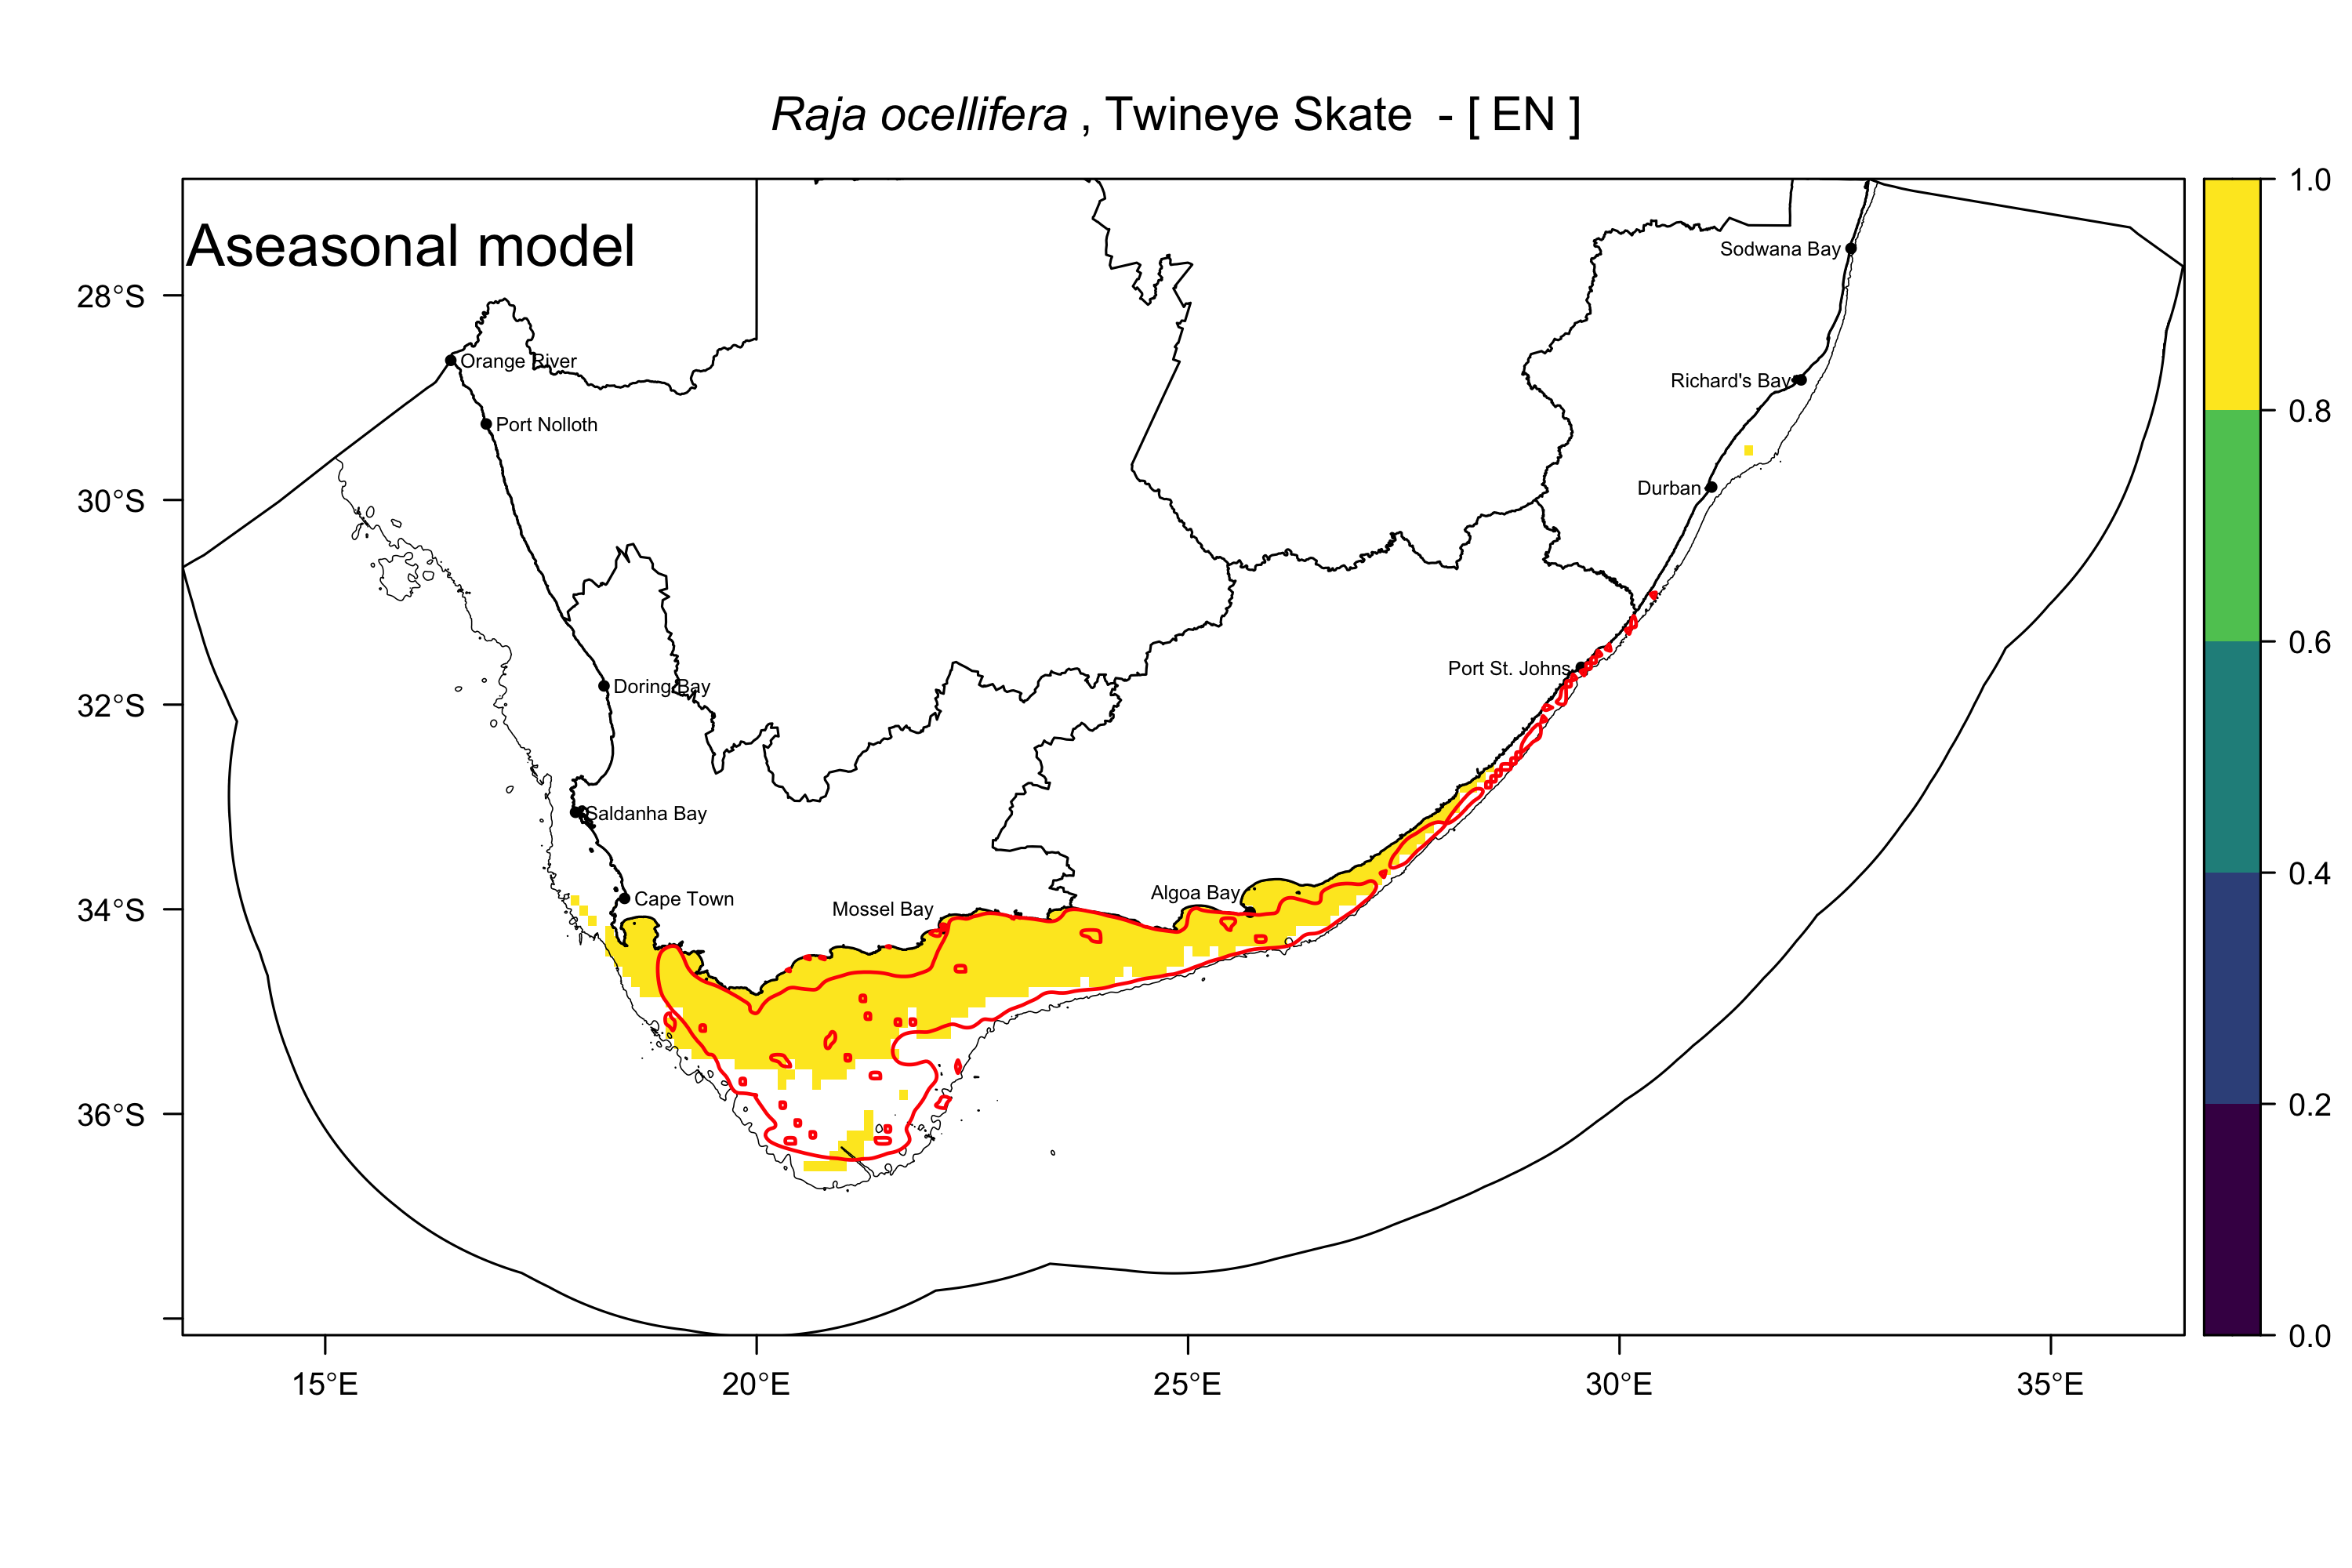 Raja ocellifera , Twineye Skate - [ EN ]
Aseasonal model
1.0
0.8
0.6
0.4
0.2
0.0
28°S
30°S
32°S
34°S
36°S
Sodwana Bay
Orange River
Richard's Bay
Port Nolloth
Durban
Port St. Johns
Doring Bay
Saldanha Bay
Algoa Bay
Cape Town
Mossel Bay
15°E
20°E
25°E
30°E
35°E